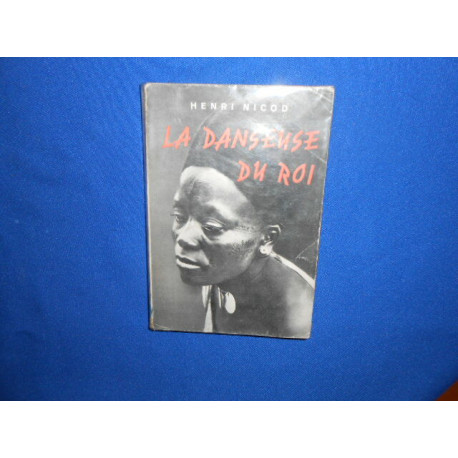 HENRI NICOD
LA DANSEUSE
DU ROI